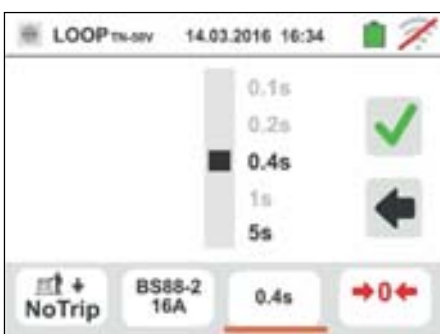 LOOP TN-50V 14.03.2016 16:34
0.1s
0.2s
0.4s
1s
5s
NoTrip
BS88-2
16A
0.4s
0